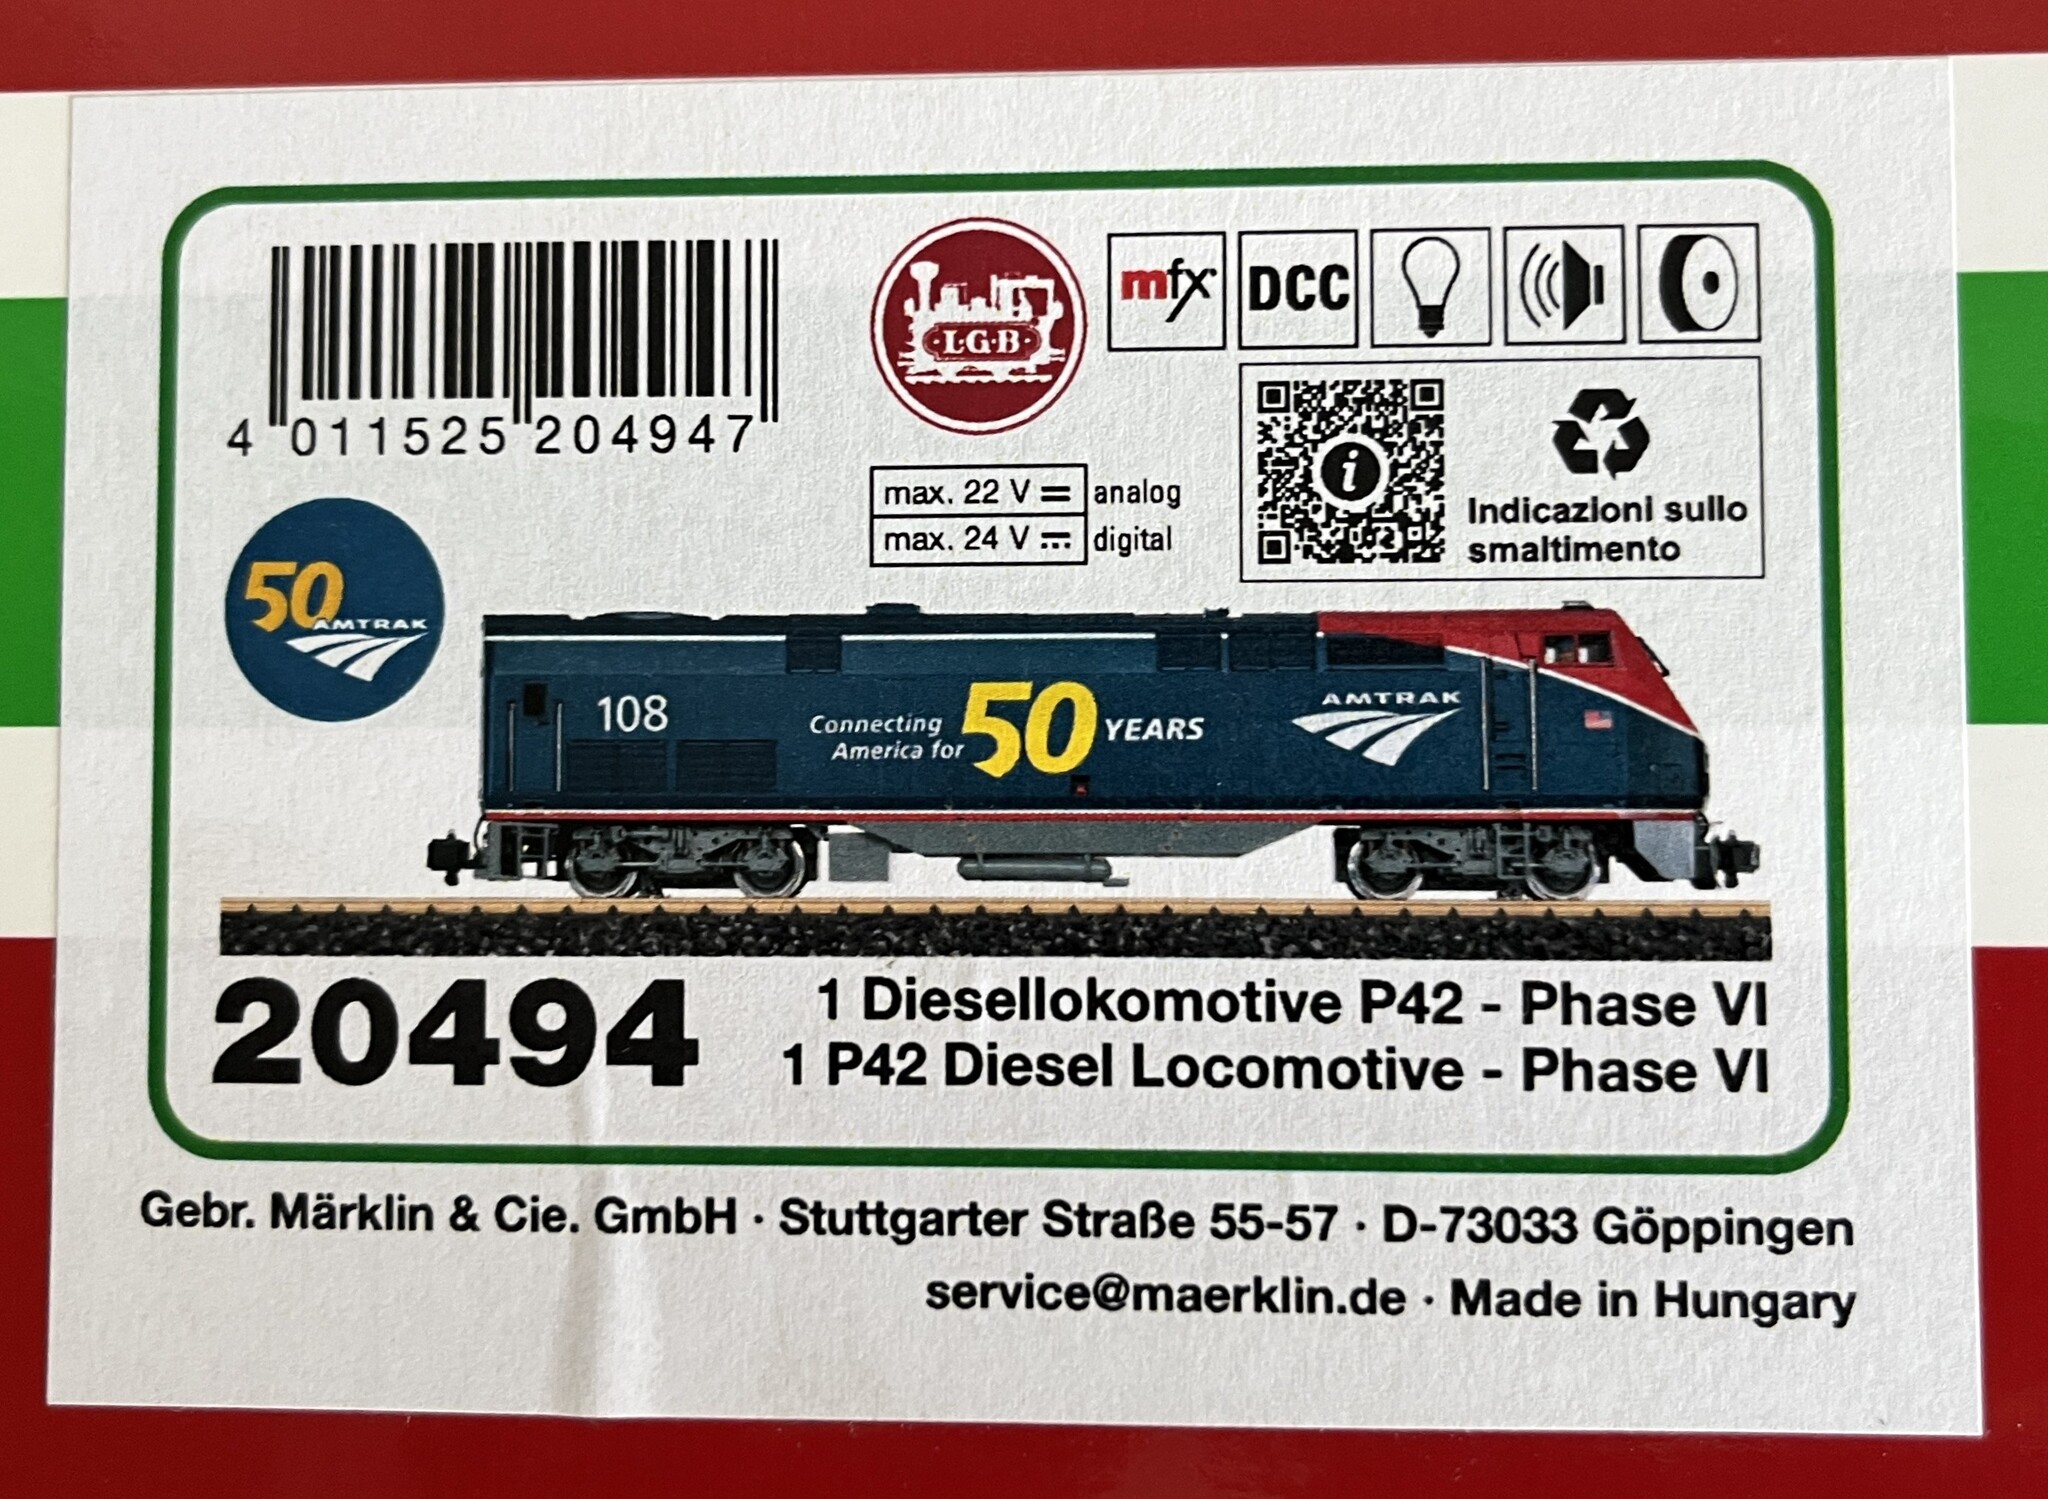 4 011525 204947
L.G.B.
mfx
DCC
max. 22 V analog
max. 24 V digital
i
Indicazioni sullo
smaltimento
50
AMTRAK
108
Connecting
America for
50 YEARS
AMTRAK
20494
1 Diesellokomotive P42 - Phase VI
1 P42 Diesel Locomotive - Phase VI
Gebr. Märklin & Cie. GmbH · Stuttgarter Straße 55-57 · D-73033 Göppingen
service@maerklin.de · Made in Hungary